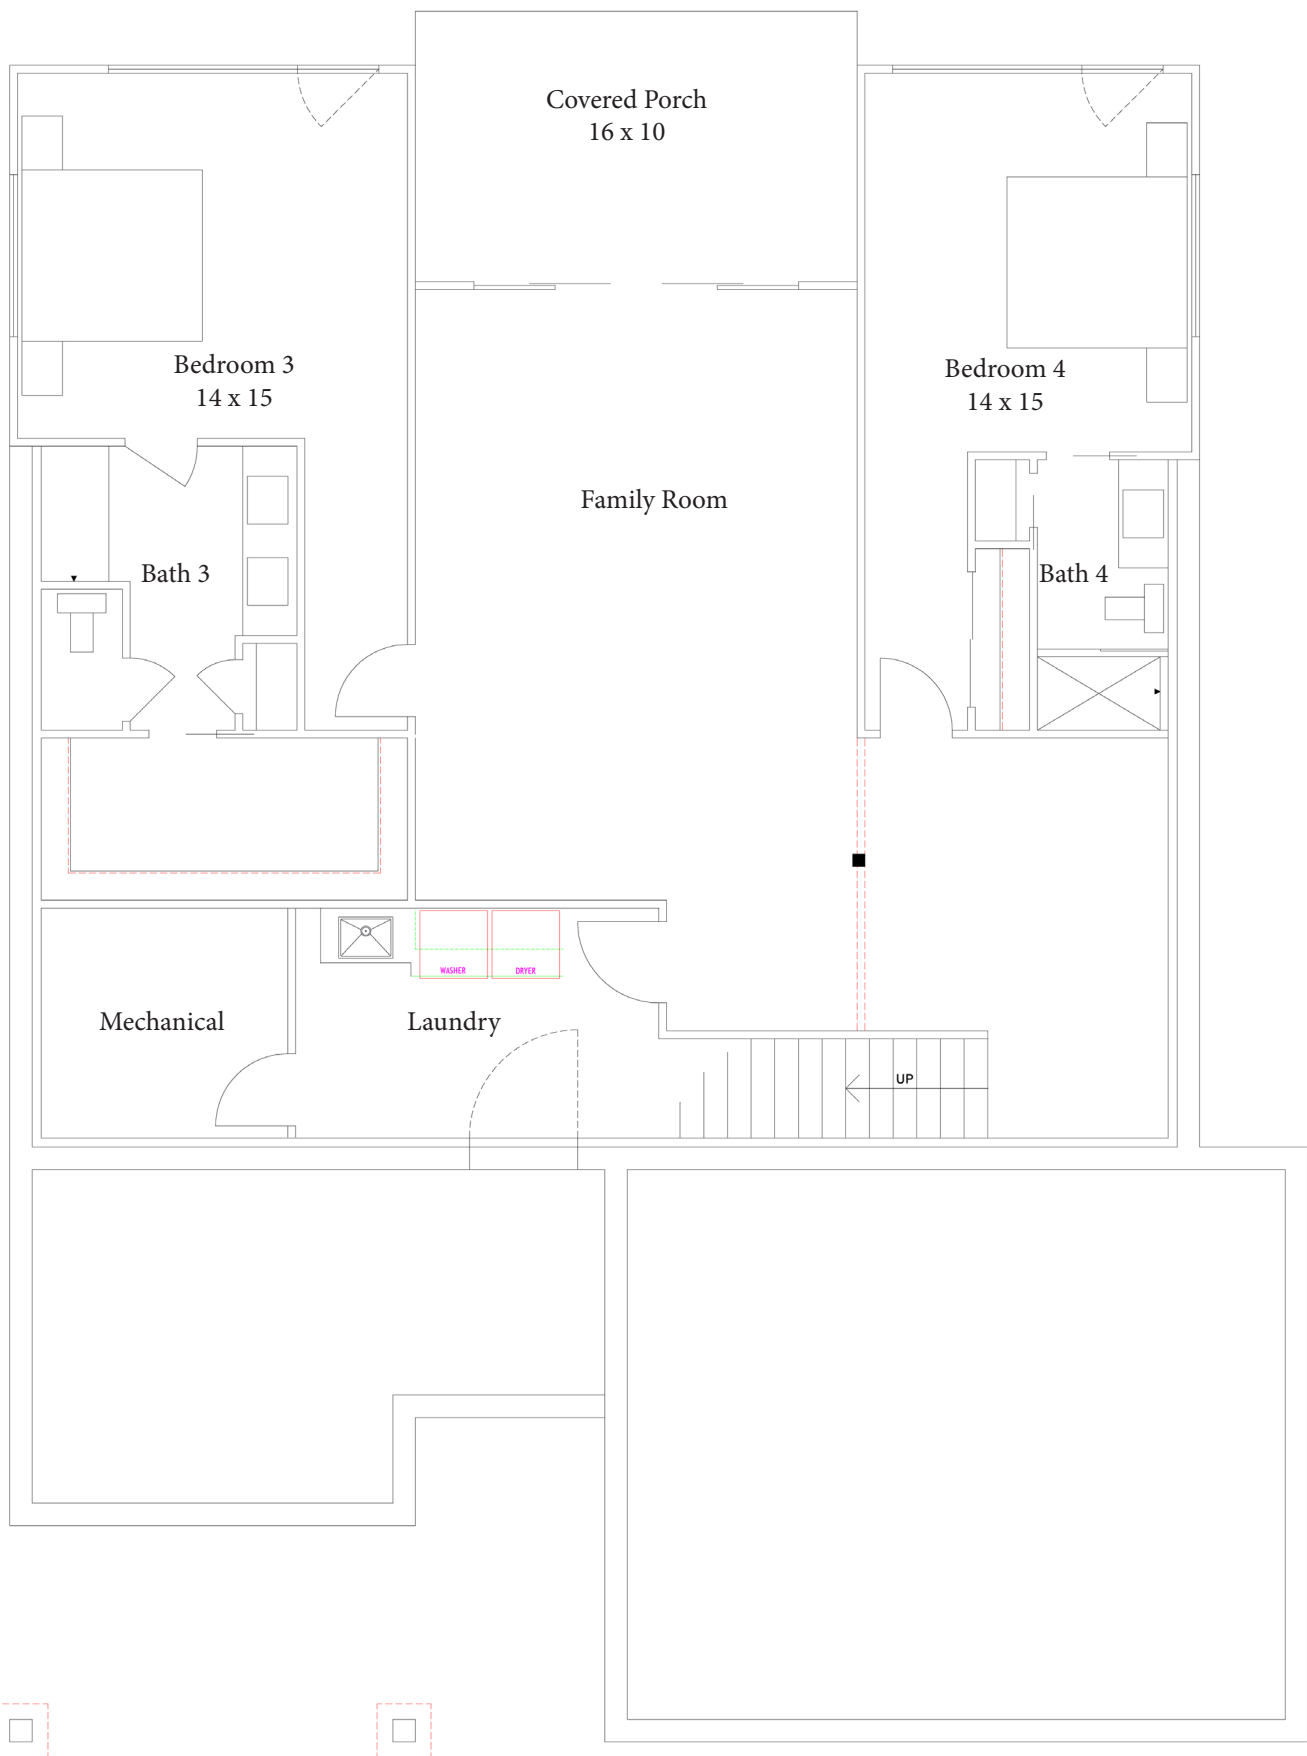 Covered Porch
16 x 10
Bedroom 3
14 x 15
Bedroom 4
14 x 15
Family Room
Bath 3
Bath 4
WASHER
DRYER
Mechanical
Laundry
UP